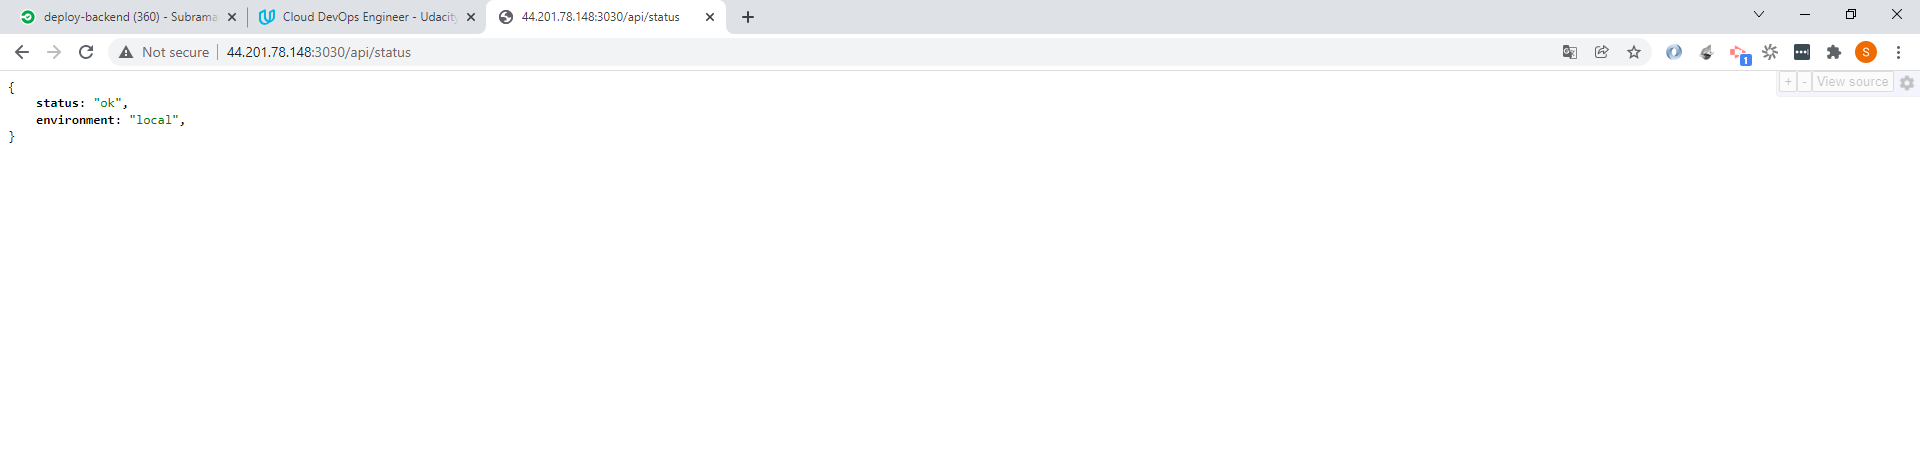 deploy-backend (360) - Subrama
Cloud DevOps Engineer - Udacity
44.201.78.148:3030/api/status
Not secure
44.201.78.148:3030/api/status
1
S
+ - View source
{
status: "ok",
environment: "local",
}